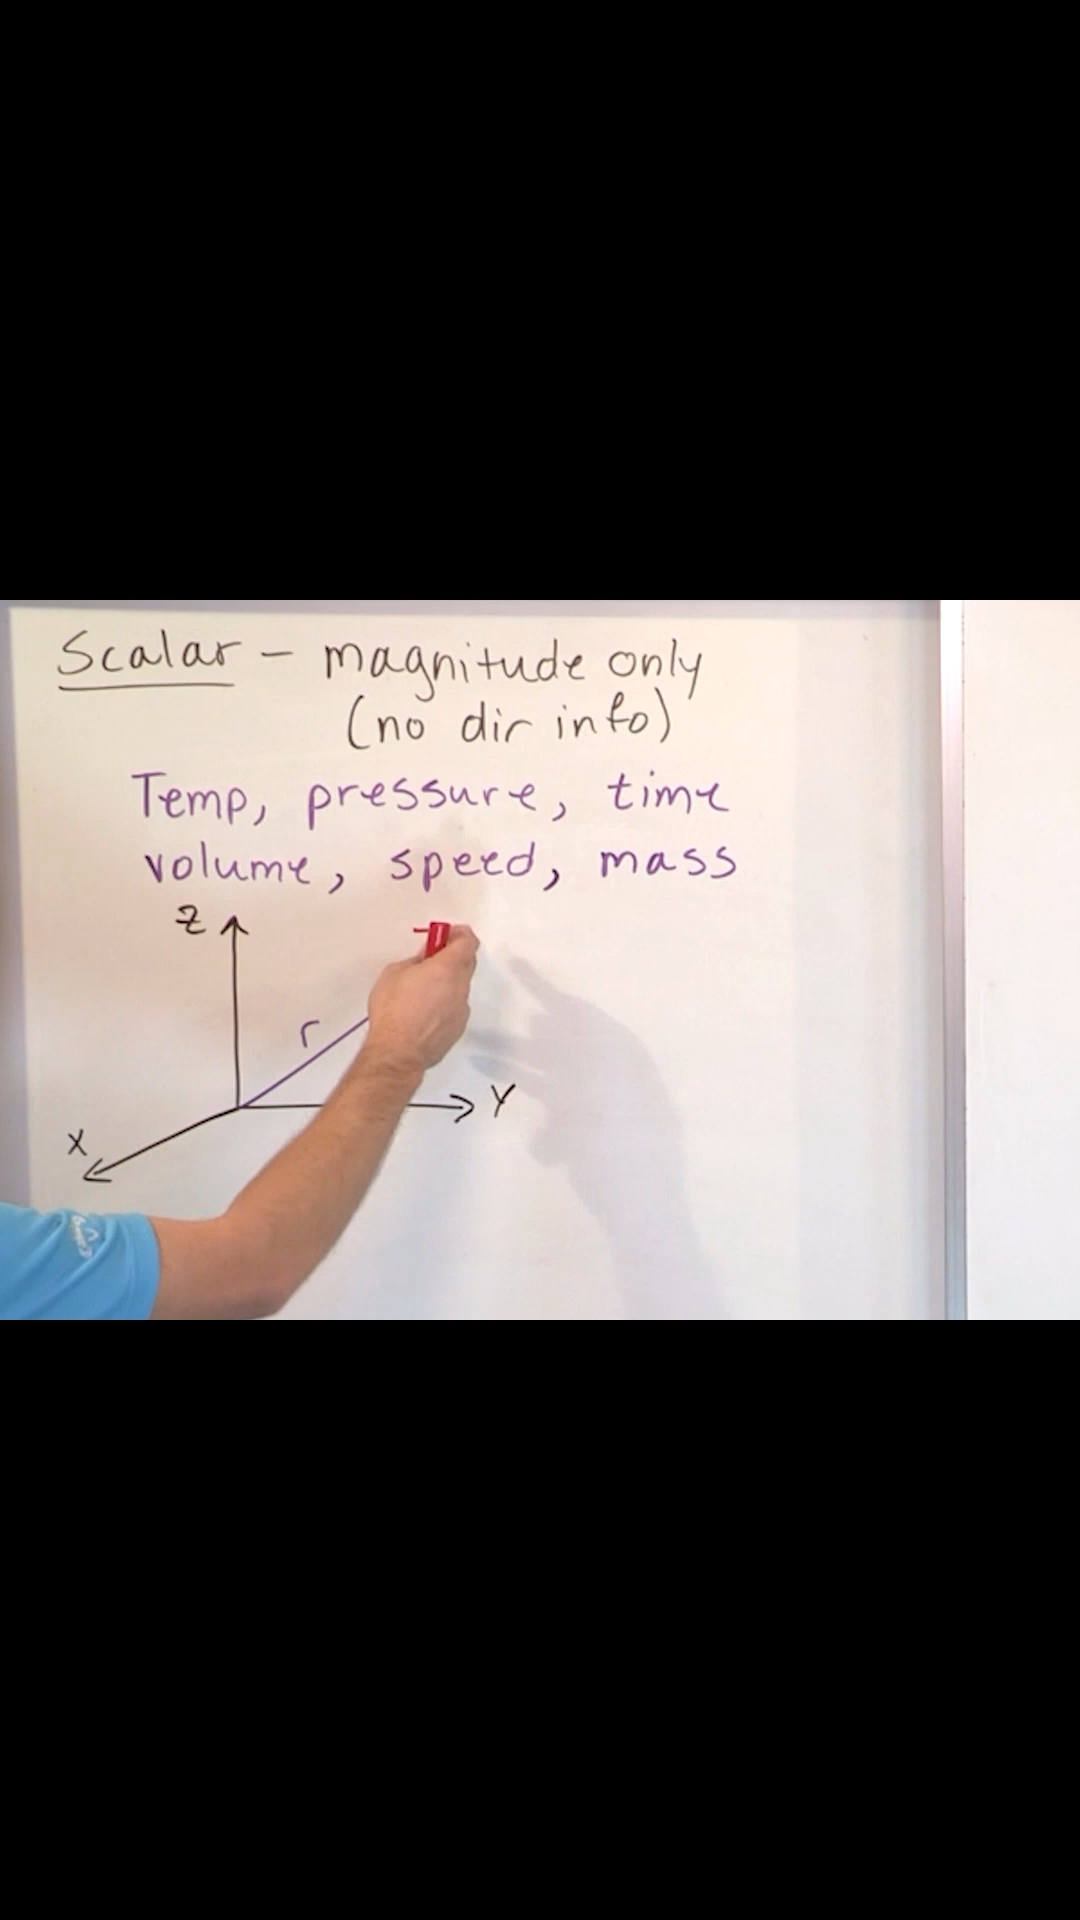 Scalar - magnitude only
(no dir info)
Temp, pressure, time
volume, speed, mass
Z
r
Y
X